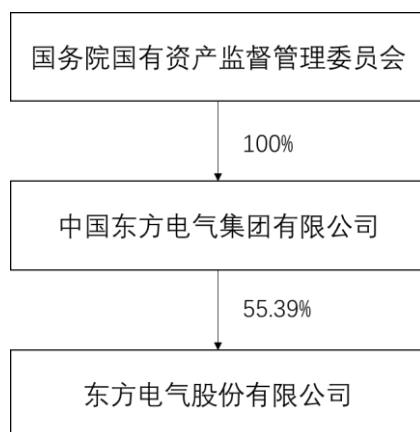 国务院国有资产监督管理委员会
100%
中国东方电气集团有限公司
55.39%
东方电气股份有限公司